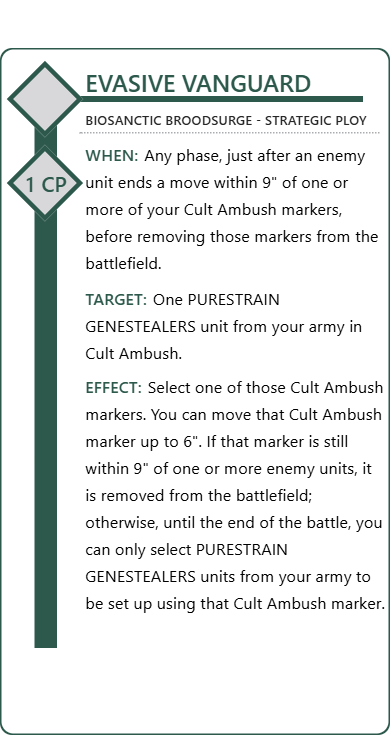 EVASIVE VANGUARD
BIOSANCTIC BROODSURGE - STRATEGIC PLOY
1 CP
WHEN: Any phase, just after an enemy
unit ends a move within 9" of one or
more of your Cult Ambush markers,
before removing those markers from the
battlefield.
TARGET: One PURESTRAIN
GENESTEALERS unit from your army in
Cult Ambush.
EFFECT: Select one of those Cult Ambush
markers. You can move that Cult Ambush
marker up to 6". If that marker is still
within 9" of one or more enemy units, it
is removed from the battlefield;
otherwise, until the end of the battle, you
can only select PURESTRAIN
GENESTEALERS units from your army to
be set up using that Cult Ambush marker.